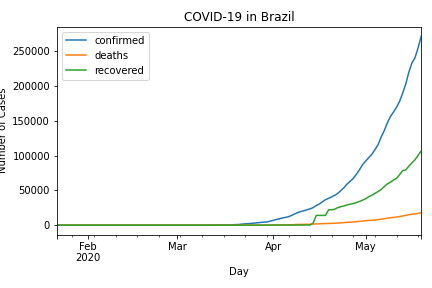 COVID-19 in Brazil
confirmed
deaths
recovered
250000
200000
150000
100000
50000
0
Number of Cases
Feb
2020
Mar
Apr
May
Day